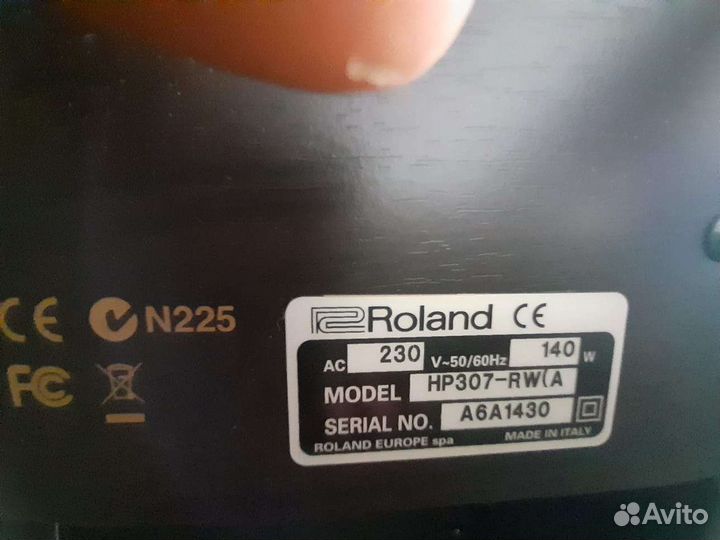 CE N225
FC
Roland CE
AC 230 V~50/60Hz 140 W
MODEL HP307-RW(A
SERIAL NO. A6A1430
ROLAND EUROPE spa MADE IN ITALY
Avito